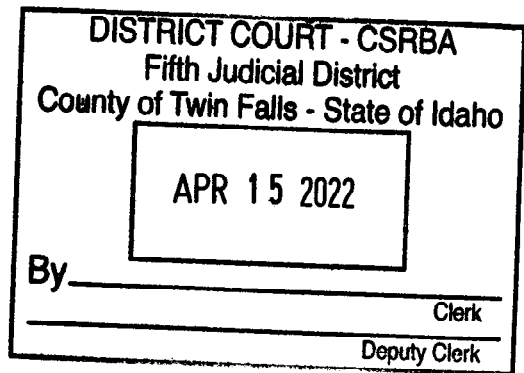 DISTRICT COURT - CSRBA
Fifth Judicial District
County of Twin Falls - State of Idaho
APR 15 2022
By
Clerk
Deputy Clerk